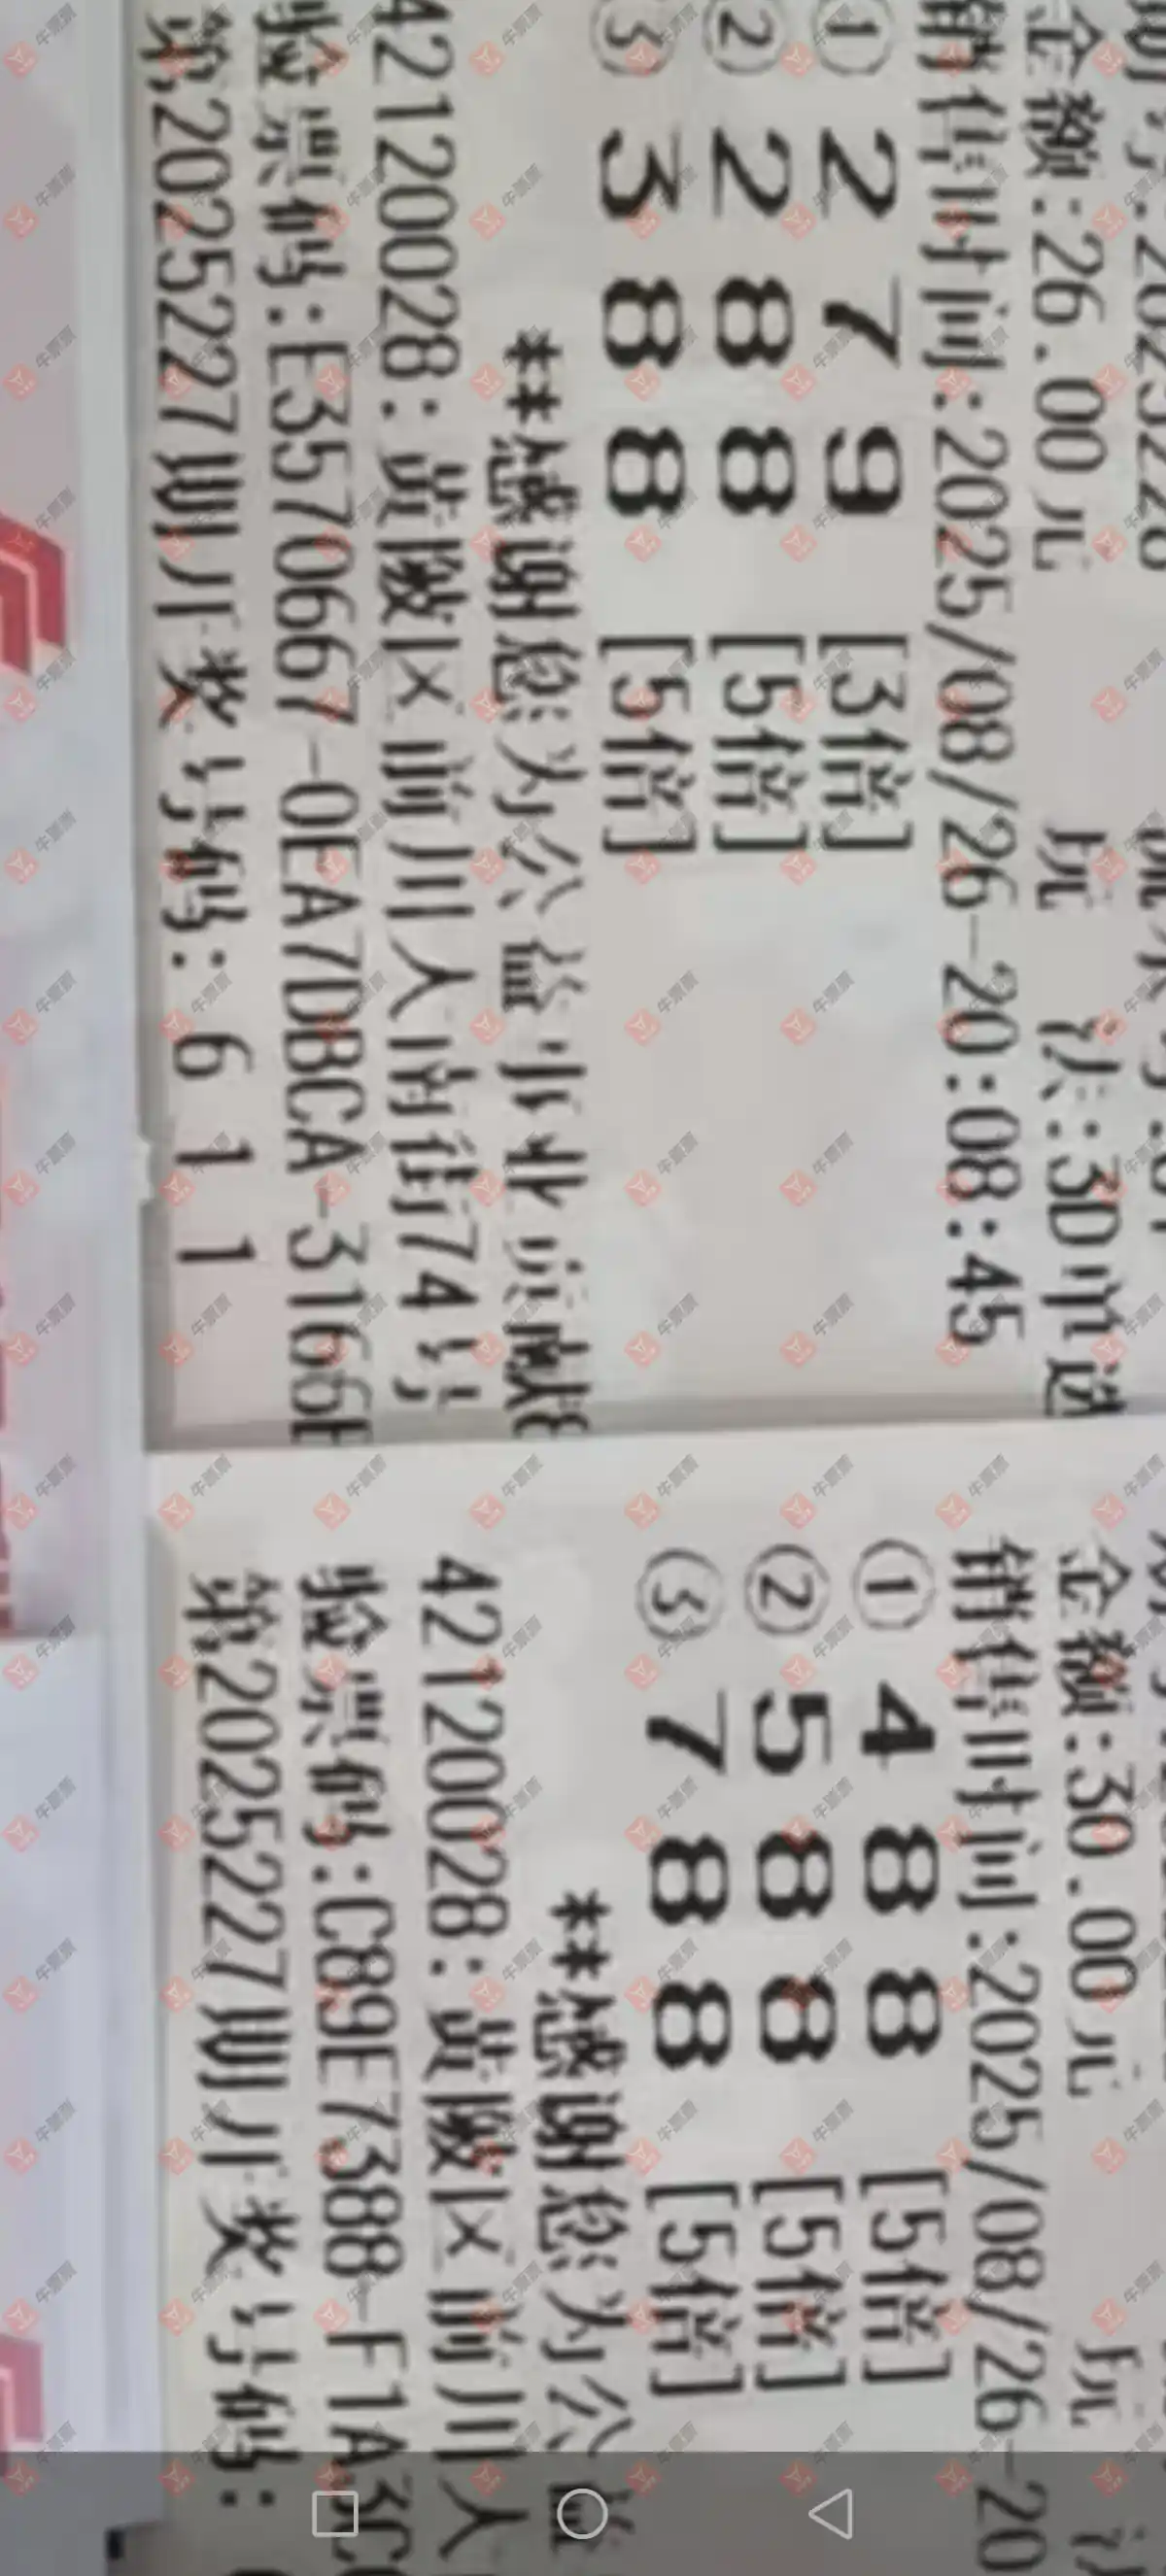 金额:26.00元 玩 法:3D单选
销售时间:2025/08/26-20:08:45
① 2 7 9 [3倍]
② 2 8 8 [5倍]
③ 3 8 8 [5倍]
**感谢您为公益事业贡献
42120028:黄陂区前川人南街74号
验票码:E3570667-0EA7DBCA-3166
第2025227期开奖号码: 6 1 1
金额:30.00元 玩
销售时间:2025/08/26-20
① 4 8 8 [5倍]
② 5 8 8 [5倍]
③ 7 8 8 [5倍]
**感谢您为公益
42120028:黄陂区前川人
验票码:C89E7388-F1A3C
第2025227期开奖号码:
牛票票